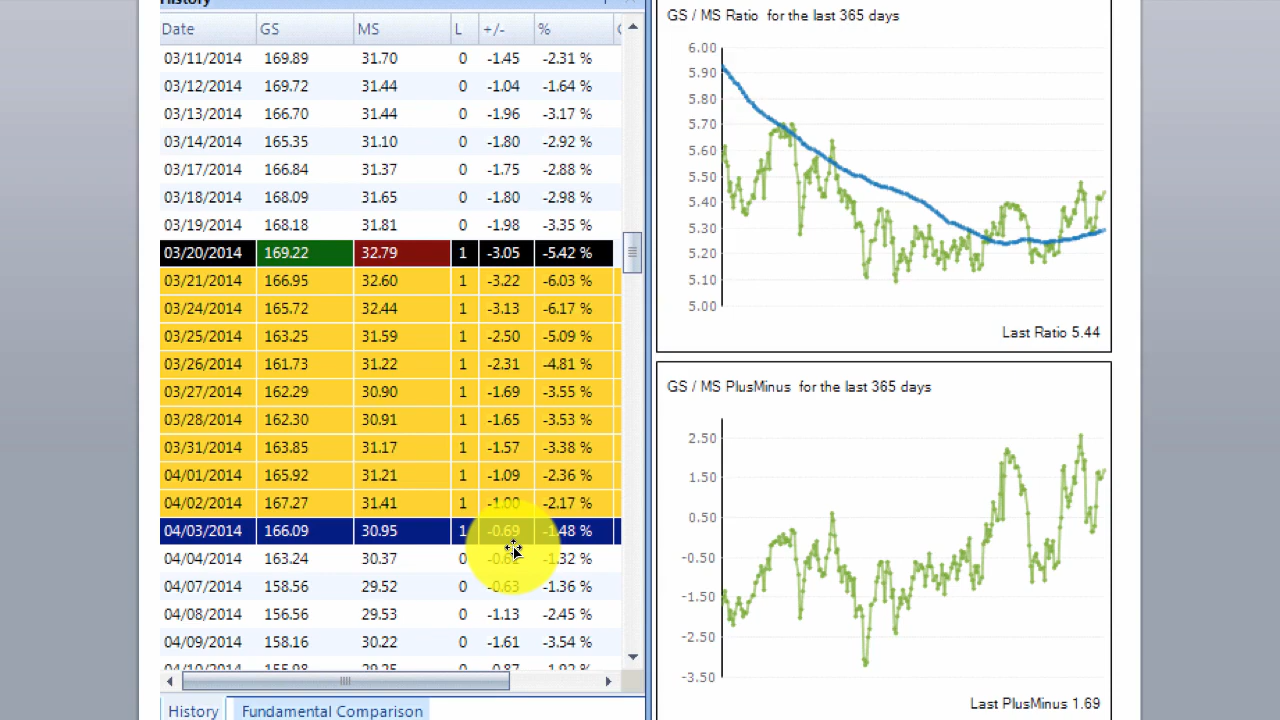 History
Date GS MS L +/- %
03/11/2014 169.89 31.70 0 -1.45 -2.31 %
03/12/2014 169.72 31.44 0 -1.04 -1.64 %
03/13/2014 166.70 31.44 0 -1.96 -3.17 %
03/14/2014 165.35 31.10 0 -1.80 -2.92 %
03/17/2014 166.84 31.37 0 -1.75 -2.88 %
03/18/2014 168.09 31.65 0 -1.80 -2.98 %
03/19/2014 168.18 31.81 0 -1.98 -3.35 %
03/20/2014 169.22 32.79 1 -3.05 -5.42 %
03/21/2014 166.95 32.60 1 -3.22 -6.03 %
03/24/2014 165.72 32.44 1 -3.13 -6.17 %
03/25/2014 163.25 31.59 1 -2.50 -5.09 %
03/26/2014 161.73 31.22 1 -2.31 -4.81 %
03/27/2014 162.29 30.90 1 -1.69 -3.55 %
03/28/2014 162.30 30.91 1 -1.65 -3.53 %
03/31/2014 163.85 31.17 1 -1.57 -3.38 %
04/01/2014 165.92 31.21 1 -1.09 -2.36 %
04/02/2014 167.27 31.41 1 -1.00 -2.17 %
04/03/2014 166.09 30.95 1 -0.69 -1.48 %
04/04/2014 163.24 30.37 0 -1.32 %
04/07/2014 158.56 29.52 0 -0.63 -1.36 %
04/08/2014 156.56 29.53 0 -1.13 -2.45 %
04/09/2014 158.16 30.22 0 -1.61 -3.54 %
History Fundamental Comparison
GS / MS Ratio for the last 365 days
6.00
5.90
5.80
5.70
5.60
5.50
5.40
5.30
5.20
5.10
5.00
Last Ratio 5.44
GS / MS PlusMinus for the last 365 days
2.50
1.50
0.50
-0.50
-1.50
-2.50
-3.50
Last PlusMinus 1.69